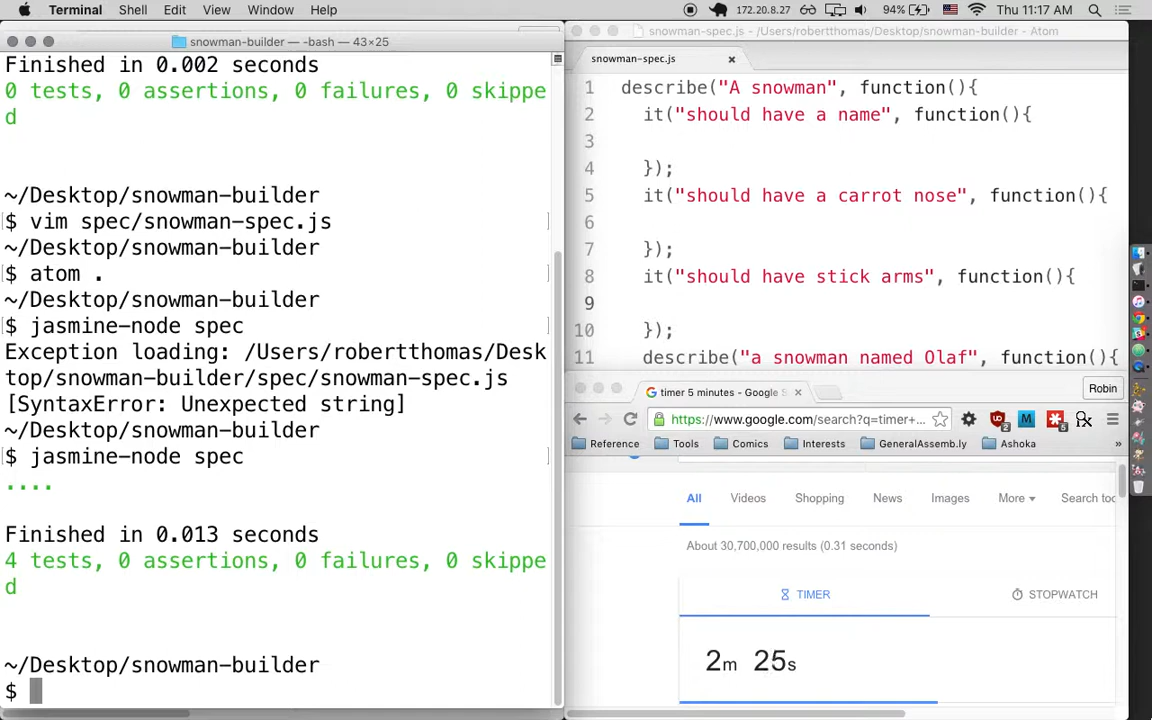 Terminal Shell Edit View Window Help 172.20.8.27 94% Thu 11:17 AM
snowman-builder — -bash — 43×25
Finished in 0.002 seconds
0 tests, 0 assertions, 0 failures, 0 skippe
d
~/Desktop/snowman-builder
$ vim spec/snowman-spec.js
~/Desktop/snowman-builder
$ atom .
~/Desktop/snowman-builder
$ jasmine-node spec
Exception loading: /Users/robertthomas/Desk
top/snowman-builder/spec/snowman-spec.js
[SyntaxError: Unexpected string]
~/Desktop/snowman-builder
$ jasmine-node spec
....
Finished in 0.013 seconds
4 tests, 0 assertions, 0 failures, 0 skippe
d
~/Desktop/snowman-builder
$
snowman-spec.js - /Users/robertthomas/Desktop/snowman-builder - Atom
snowman-spec.js
1 describe("A snowman", function(){
2 it("should have a name", function(){
3
4 });
5 it("should have a carrot nose", function(){
6
7 });
8 it("should have stick arms", function(){
9
10 });
11 describe("a snowman named Olaf", function(){
timer 5 minutes - Google S
Robin
https://www.google.com/search?q=timer+...
Reference Tools Comics Interests GeneralAssemb.ly Ashoka »
All Videos Shopping News Images More Search too
About 30,700,000 results (0.31 seconds)
TIMER STOPWATCH
2m 25s